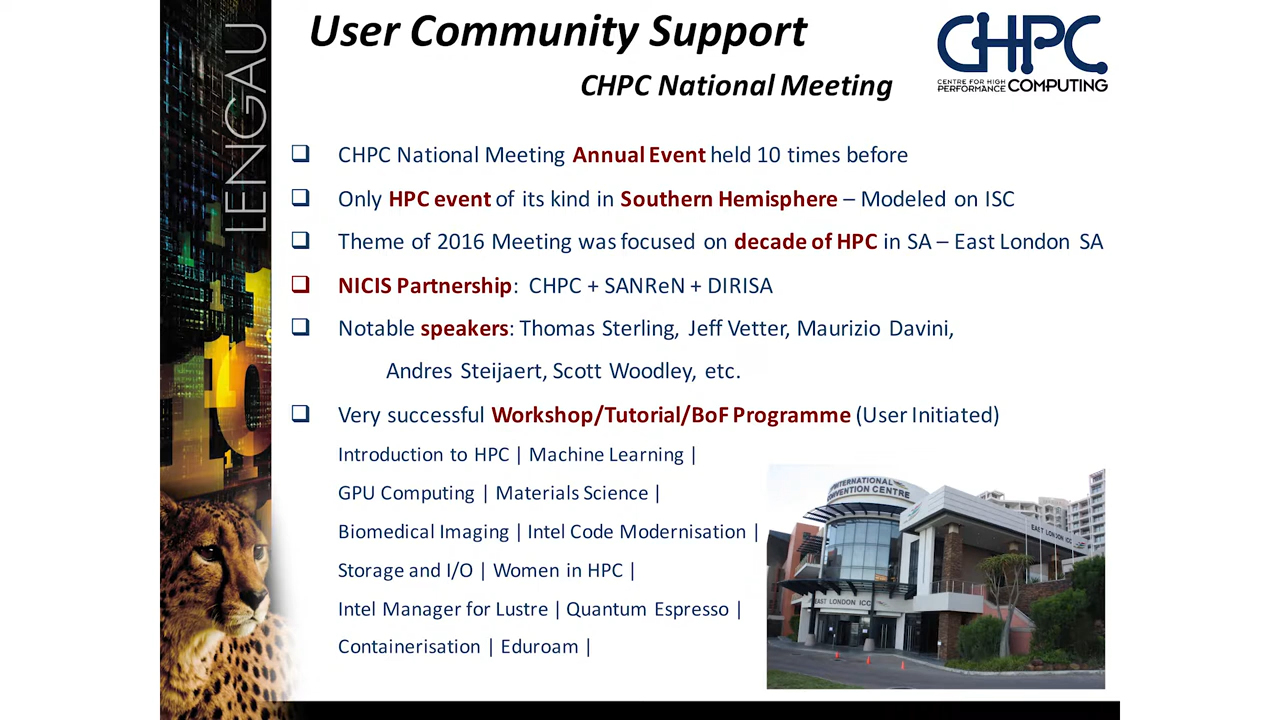 User Community Support
CHPC National Meeting
CHPC
CENTRE FOR HIGH
PERFORMANCE COMPUTING
LENGAU
CHPC National Meeting Annual Event held 10 times before
Only HPC event of its kind in Southern Hemisphere – Modeled on ISC
Theme of 2016 Meeting was focused on decade of HPC in SA – East London SA
NICIS Partnership: CHPC + SANReN + DIRISA
Notable speakers: Thomas Sterling, Jeff Vetter, Maurizio Davini,
Andres Steijaert, Scott Woodley, etc.
Very successful Workshop/Tutorial/BoF Programme (User Initiated)
Introduction to HPC | Machine Learning |
GPU Computing | Materials Science |
Biomedical Imaging | Intel Code Modernisation |
Storage and I/O | Women in HPC |
Intel Manager for Lustre | Quantum Espresso |
Containerisation | Eduroam |
INTERNATIONAL
CONVENTION CENTRE
EAST LONDON ICC
EAST LONDON ICC